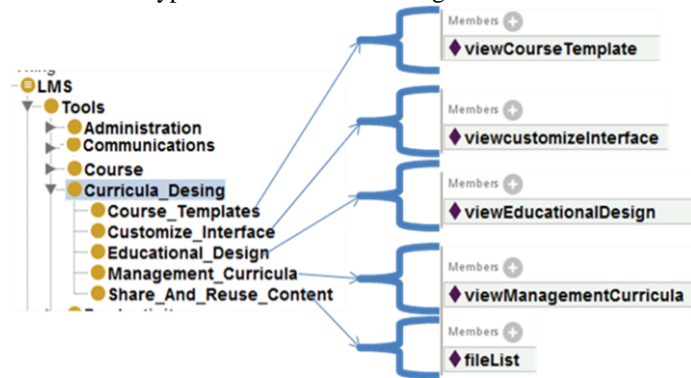 Members
viewCourseTemplate
LMS
Tools
Administration
Communications
Course
Curricula_Desing
Course_Templates
Customize_Interface
Educational_Design
Management_Curricula
Share_And_Reuse_Content
Members
viewcustomizeInterface
Members
viewEducationalDesign
Members
viewManagementCurricula
Members
fileList